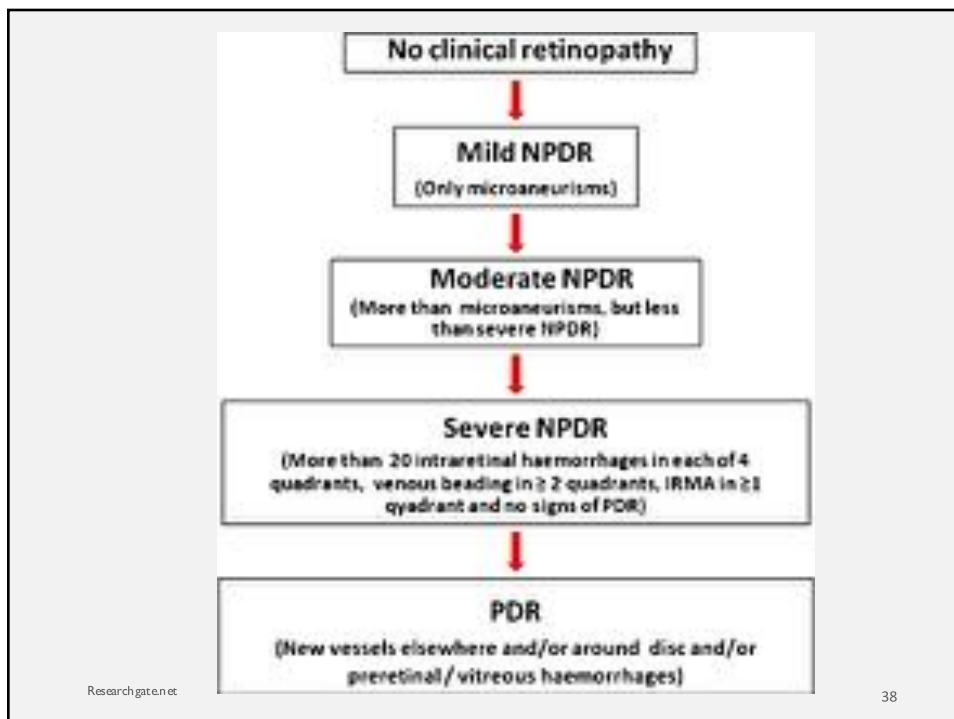 No clinical retinopathy
Mild NPDR
(Only microaneurisms)
Moderate NPDR
(More than microaneurisms, but less
than severe NPDR)
Severe NPDR
(More than 20 intraretinal haemorrhages in each of 4
quadrants, venous beading in ≥ 2 quadrants, IRMA in ≥1
qyadrant and no signs of PDR)
PDR
(New vessels elsewhere and/or around disc and/or
preretinal/ vitreous haemorrhages)
Researchgate.net
38